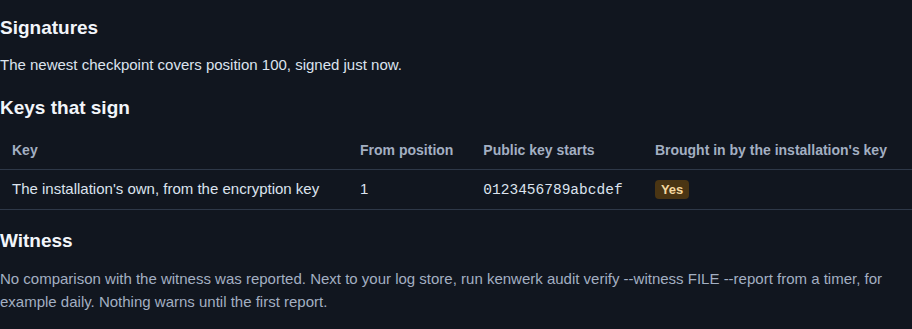 Signatures
The newest checkpoint covers position 100, signed just now.
Keys that sign
Key From position Public key starts Brought in by the installation's key
The installation's own, from the encryption key 1 0123456789abcdef Yes
Witness
No comparison with the witness was reported. Next to your log store, run kenwerk audit verify --witness FILE --report from a timer, for
example daily. Nothing warns until the first report.